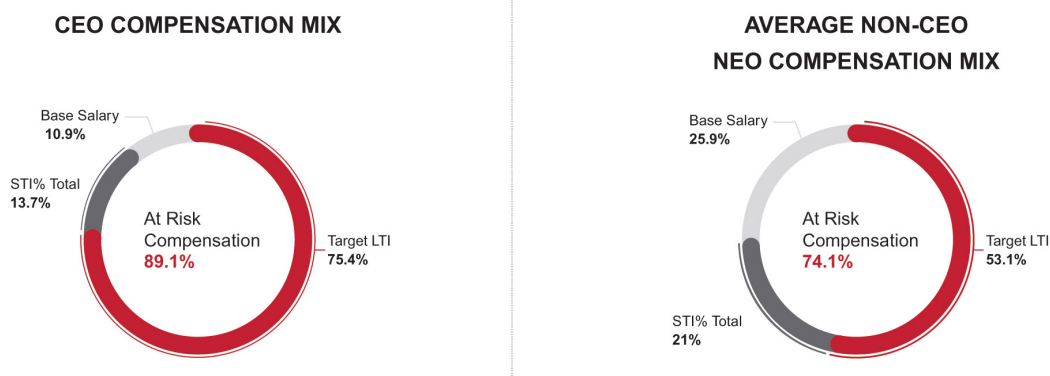 CEO COMPENSATION MIX
Base Salary
10.9%
STI% Total
13.7%
At Risk
Compensation
89.1%
Target LTI
75.4%
AVERAGE NON-CEO
NEO COMPENSATION MIX
Base Salary
25.9%
At Risk
Compensation
74.1%
Target LTI
53.1%
STI% Total
21%